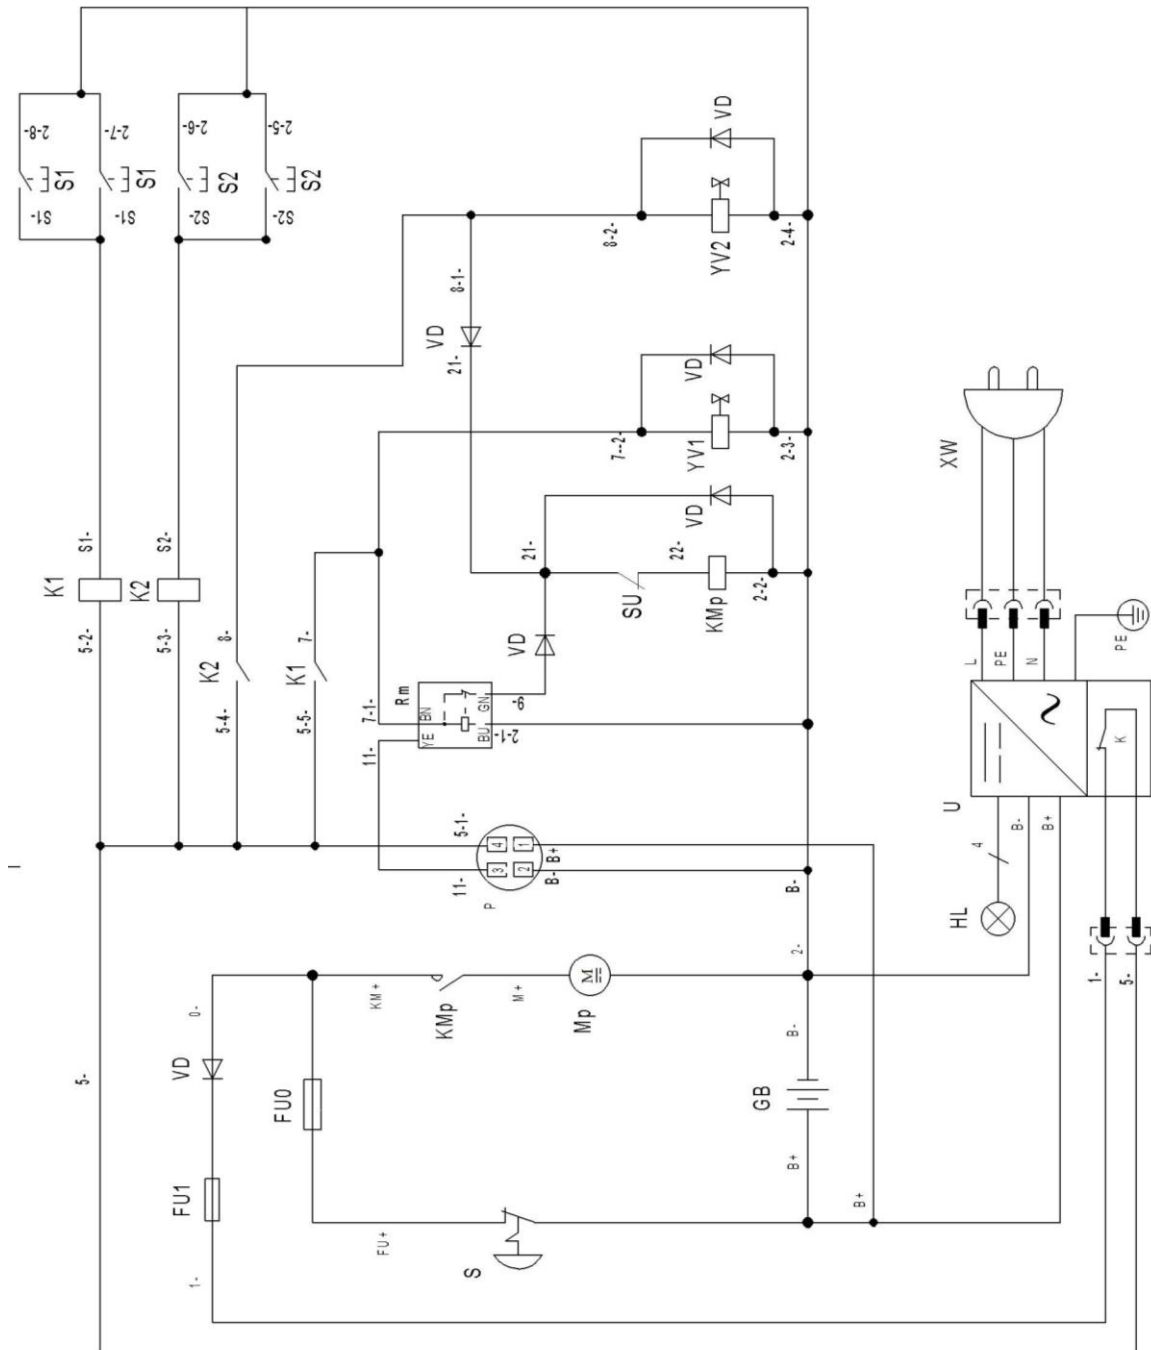 2-8-
2-7-
2-6-
2-5-
S1
S1
S2
S2
S1-
S1-
S2-
S2-
VD
8-2-
YV2
2-4-
8-1-
VD
21-
VD
7--2-
YV1
2-3-
XW
K1
S1-
5-2-
K2
S2-
5-3-
21-
VD
22-
SU
KMp
2-2-
K2
8-
5-4-
K1
7-
5-5-
VD
Rm
7-1-
BN
YE
GN
BU
9-
2-1-
11-
L
PE
N
PE
U
K
B-
B+
4
HL
5-1-
11-
4
1
3
2
B+
B-
P
B-
1-
5-
I
2-
0-
KM+
KMp
M+
M
Mp
B-
VD
5-
FU0
GB
B+
B+
FU1
FU+
S
1-